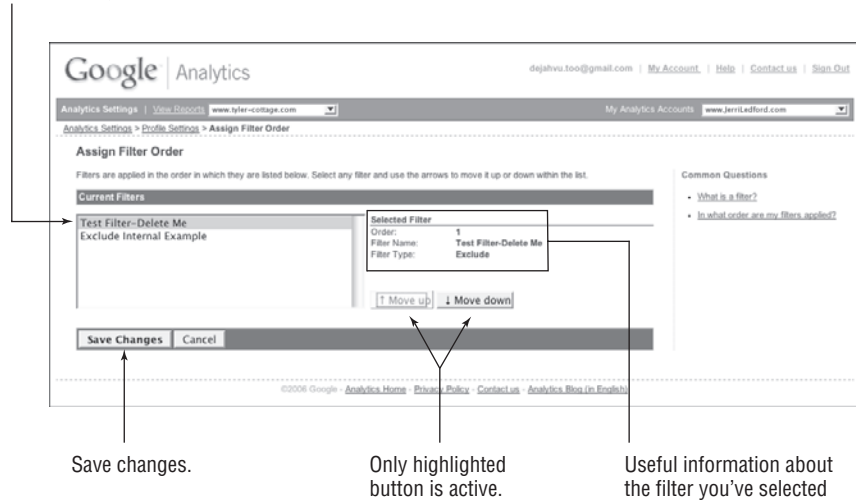 Google Analytics
dejahvu.too@gmail.com | My Account | Help | Contact us | Sign Out
Analytics Settings | View Reports www.tyler-cottage.com
My Analytics Accounts www.JerriLedford.com
Analytics Settings > Profile Settings > Assign Filter Order
Assign Filter Order
Filters are applied in the order in which they are listed below. Select any filter and use the arrows to move it up or down within the list.
Common Questions
What is a filter?
In what order are my filters applied?
Current Filters
Test Filter-Delete Me
Exclude Internal Example
Selected Filter
Order: 1
Filter Name: Test Filter-Delete Me
Filter Type: Exclude
↑ Move up ↓ Move down
Save Changes Cancel
©2006 Google - Analytics Home - Privacy Policy - Contact us - Analytics Blog (in English)
Save changes.
Only highlighted
button is active.
Useful information about
the filter you've selected